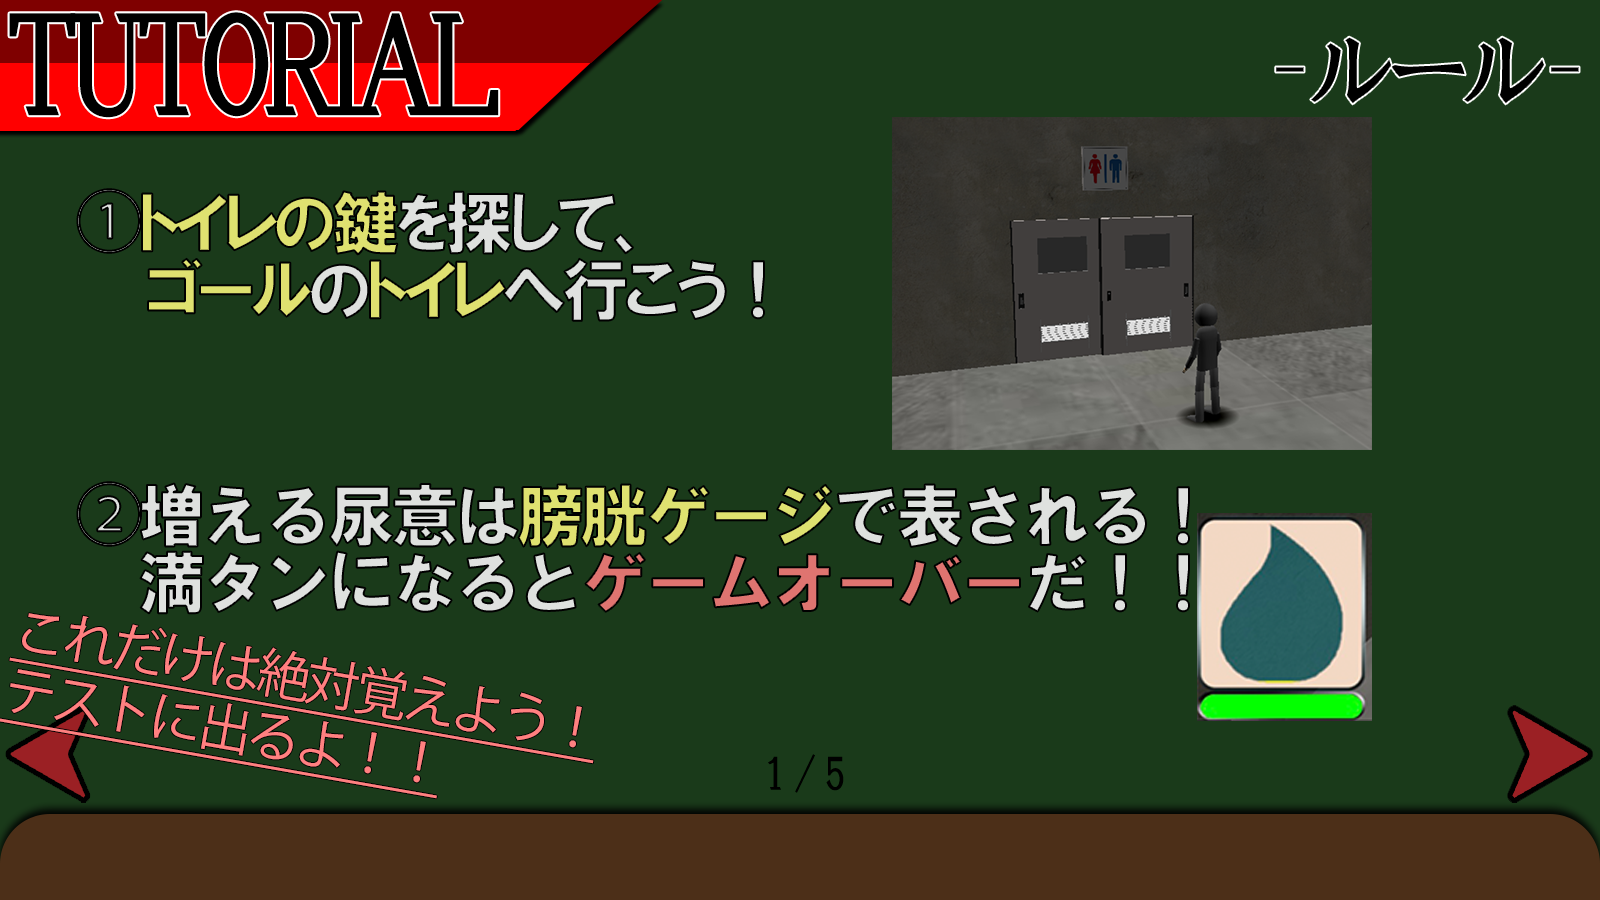 TUTORIAL
-ルール-
①トイレの鍵を探して、
ゴールのトイレへ行こう！
②増える尿意は膀胱ゲージで表される！
満タンになるとゲームオーバーだ！！
これだけは絶対覚えよう！
テストに出るよ！！
1/5